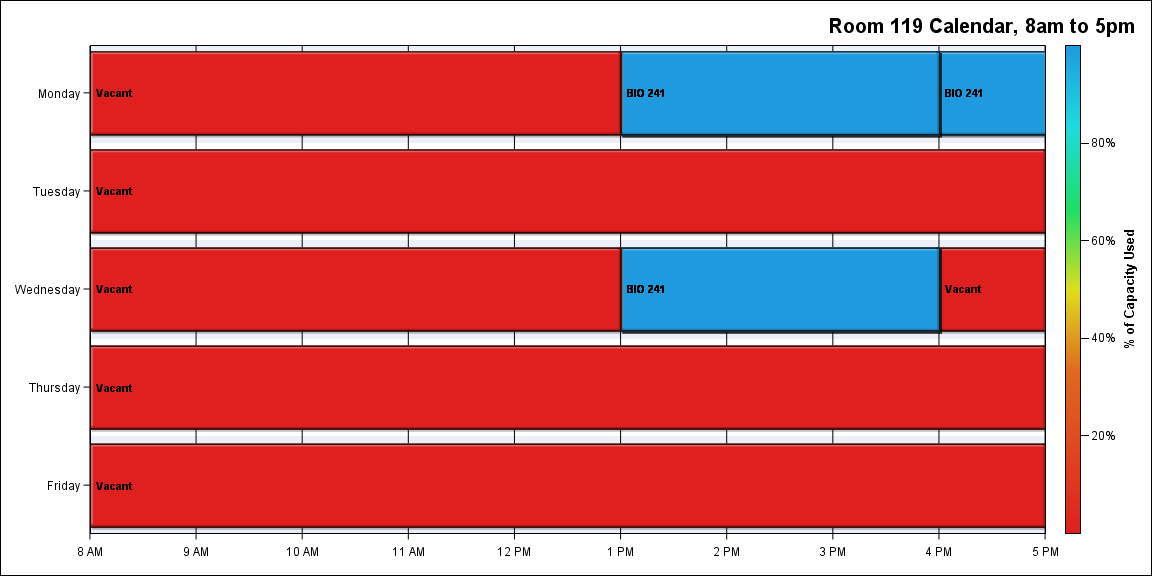 Room 119 Calendar, 8am to 5pm
Monday
Vacant
BIO 241
BIO 241
Tuesday
Vacant
Wednesday
Vacant
BIO 241
Vacant
Thursday
Vacant
Friday
Vacant
8 AM 9 AM 10 AM 11 AM 12 PM 1 PM 2 PM 3 PM 4 PM 5 PM
80%
60%
40%
20%
% of Capacity Used